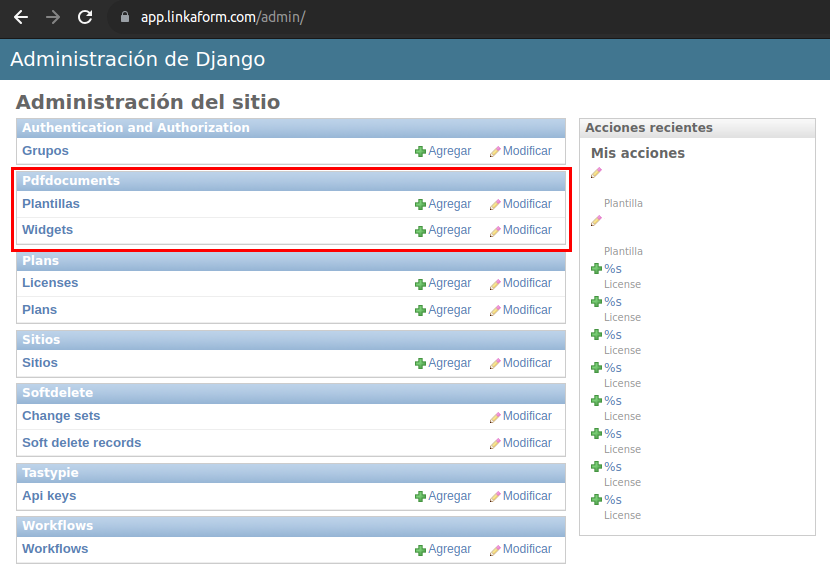 app.linkaform.com/admin/
Administración de Django
Administración del sitio
Authentication and Authorization
Grupos Agregar Modificar
Pdfdocuments
Plantillas Agregar Modificar
Widgets Agregar Modificar
Plans
Licenses Agregar Modificar
Plans Agregar Modificar
Sitios
Sitios Agregar Modificar
Softdelete
Change sets Modificar
Soft delete records Modificar
Tastypie
Api keys Agregar Modificar
Workflows
Workflows Agregar Modificar
Acciones recientes
Mis acciones
Plantilla
Plantilla
%s
License
%s
License
%s
License
%s
License
%s
License
%s
License
%s
License
%s
License